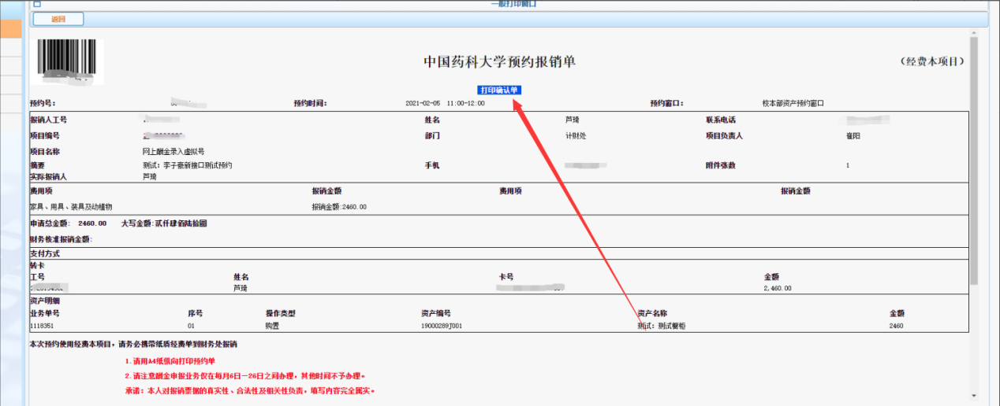 一般打印窗口
返回
中国药科大学预约报销单
（经费本项目）
打印确认单
预约号： 预约时间： 2021-02-05 11:00-12:00 预约窗口： 校本部资产预约窗口
报销人工号 姓名 芦琦 联系电话
项目编号 部门 计财处 项目负责人 崔阳
项目名称 网上酬金录入虚拟号
摘要 测试：李子豪新接口测试预约 手机 附件张数 1
实际报销人 芦琦
费用项 报销金额 费用项 报销金额
家具、用具、装具及动植物 报销金额:2460.00
申请总金额: 2460.00 大写金额:贰仟肆佰陆拾圆
财务核准报销金额:
支付方式
转卡
工号 姓名 卡号 金额
芦琦 2,460.00
资产明细
业务单号 序号 操作类型 资产编号 资产名称 金额
1118351 01 购置 19000289J001 测试：测试橱柜 2460
本次预约使用经费本项目，请务必携带纸质经费单到财务处报销
1.请用A4纸纵向打印预约单
2.请注意酬金申报业务仅在每月6日—26日之间办理，其他时间不予办理。
承诺：本人对报销票据的真实性、合法性及相关性负责，填写内容完全属实。